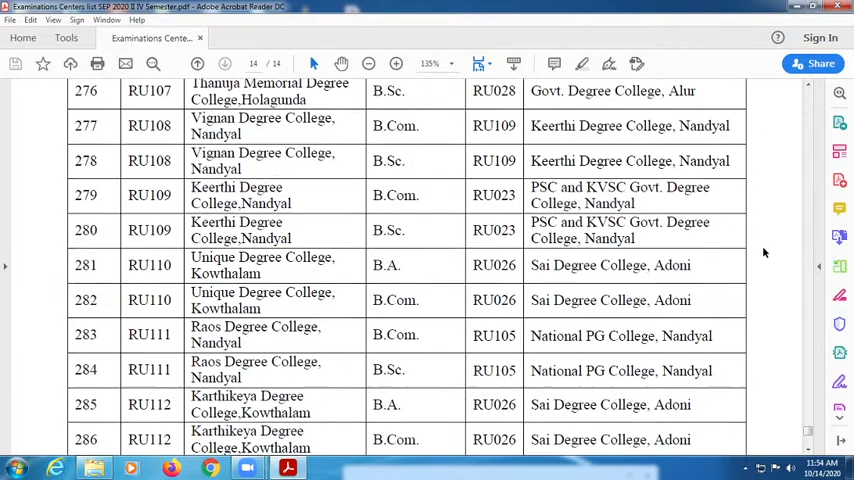 Examinations Centers list SEP 2020 II IV Semester.pdf - Adobe Acrobat Reader DC
File Edit View Sign Window Help
Home Tools Examinations Cente... × Sign In
14 / 14 135% Share
276 RU107 Thanuja Memorial Degree College,Holagunda B.Sc. RU028 Govt. Degree College, Alur
277 RU108 Vignan Degree College, Nandyal B.Com. RU109 Keerthi Degree College, Nandyal
278 RU108 Vignan Degree College, Nandyal B.Sc. RU109 Keerthi Degree College, Nandyal
279 RU109 Keerthi Degree College,Nandyal B.Com. RU023 PSC and KVSC Govt. Degree College, Nandyal
280 RU109 Keerthi Degree College,Nandyal B.Sc. RU023 PSC and KVSC Govt. Degree College, Nandyal
281 RU110 Unique Degree College, Kowthalam B.A. RU026 Sai Degree College, Adoni
282 RU110 Unique Degree College, Kowthalam B.Com. RU026 Sai Degree College, Adoni
283 RU111 Raos Degree College, Nandyal B.Com. RU105 National PG College, Nandyal
284 RU111 Raos Degree College, Nandyal B.Sc. RU105 National PG College, Nandyal
285 RU112 Karthikeya Degree College,Kowthalam B.A. RU026 Sai Degree College, Adoni
286 RU112 Karthikeya Degree College,Kowthalam B.Com. RU026 Sai Degree College, Adoni
11:54 AM
10/14/2020